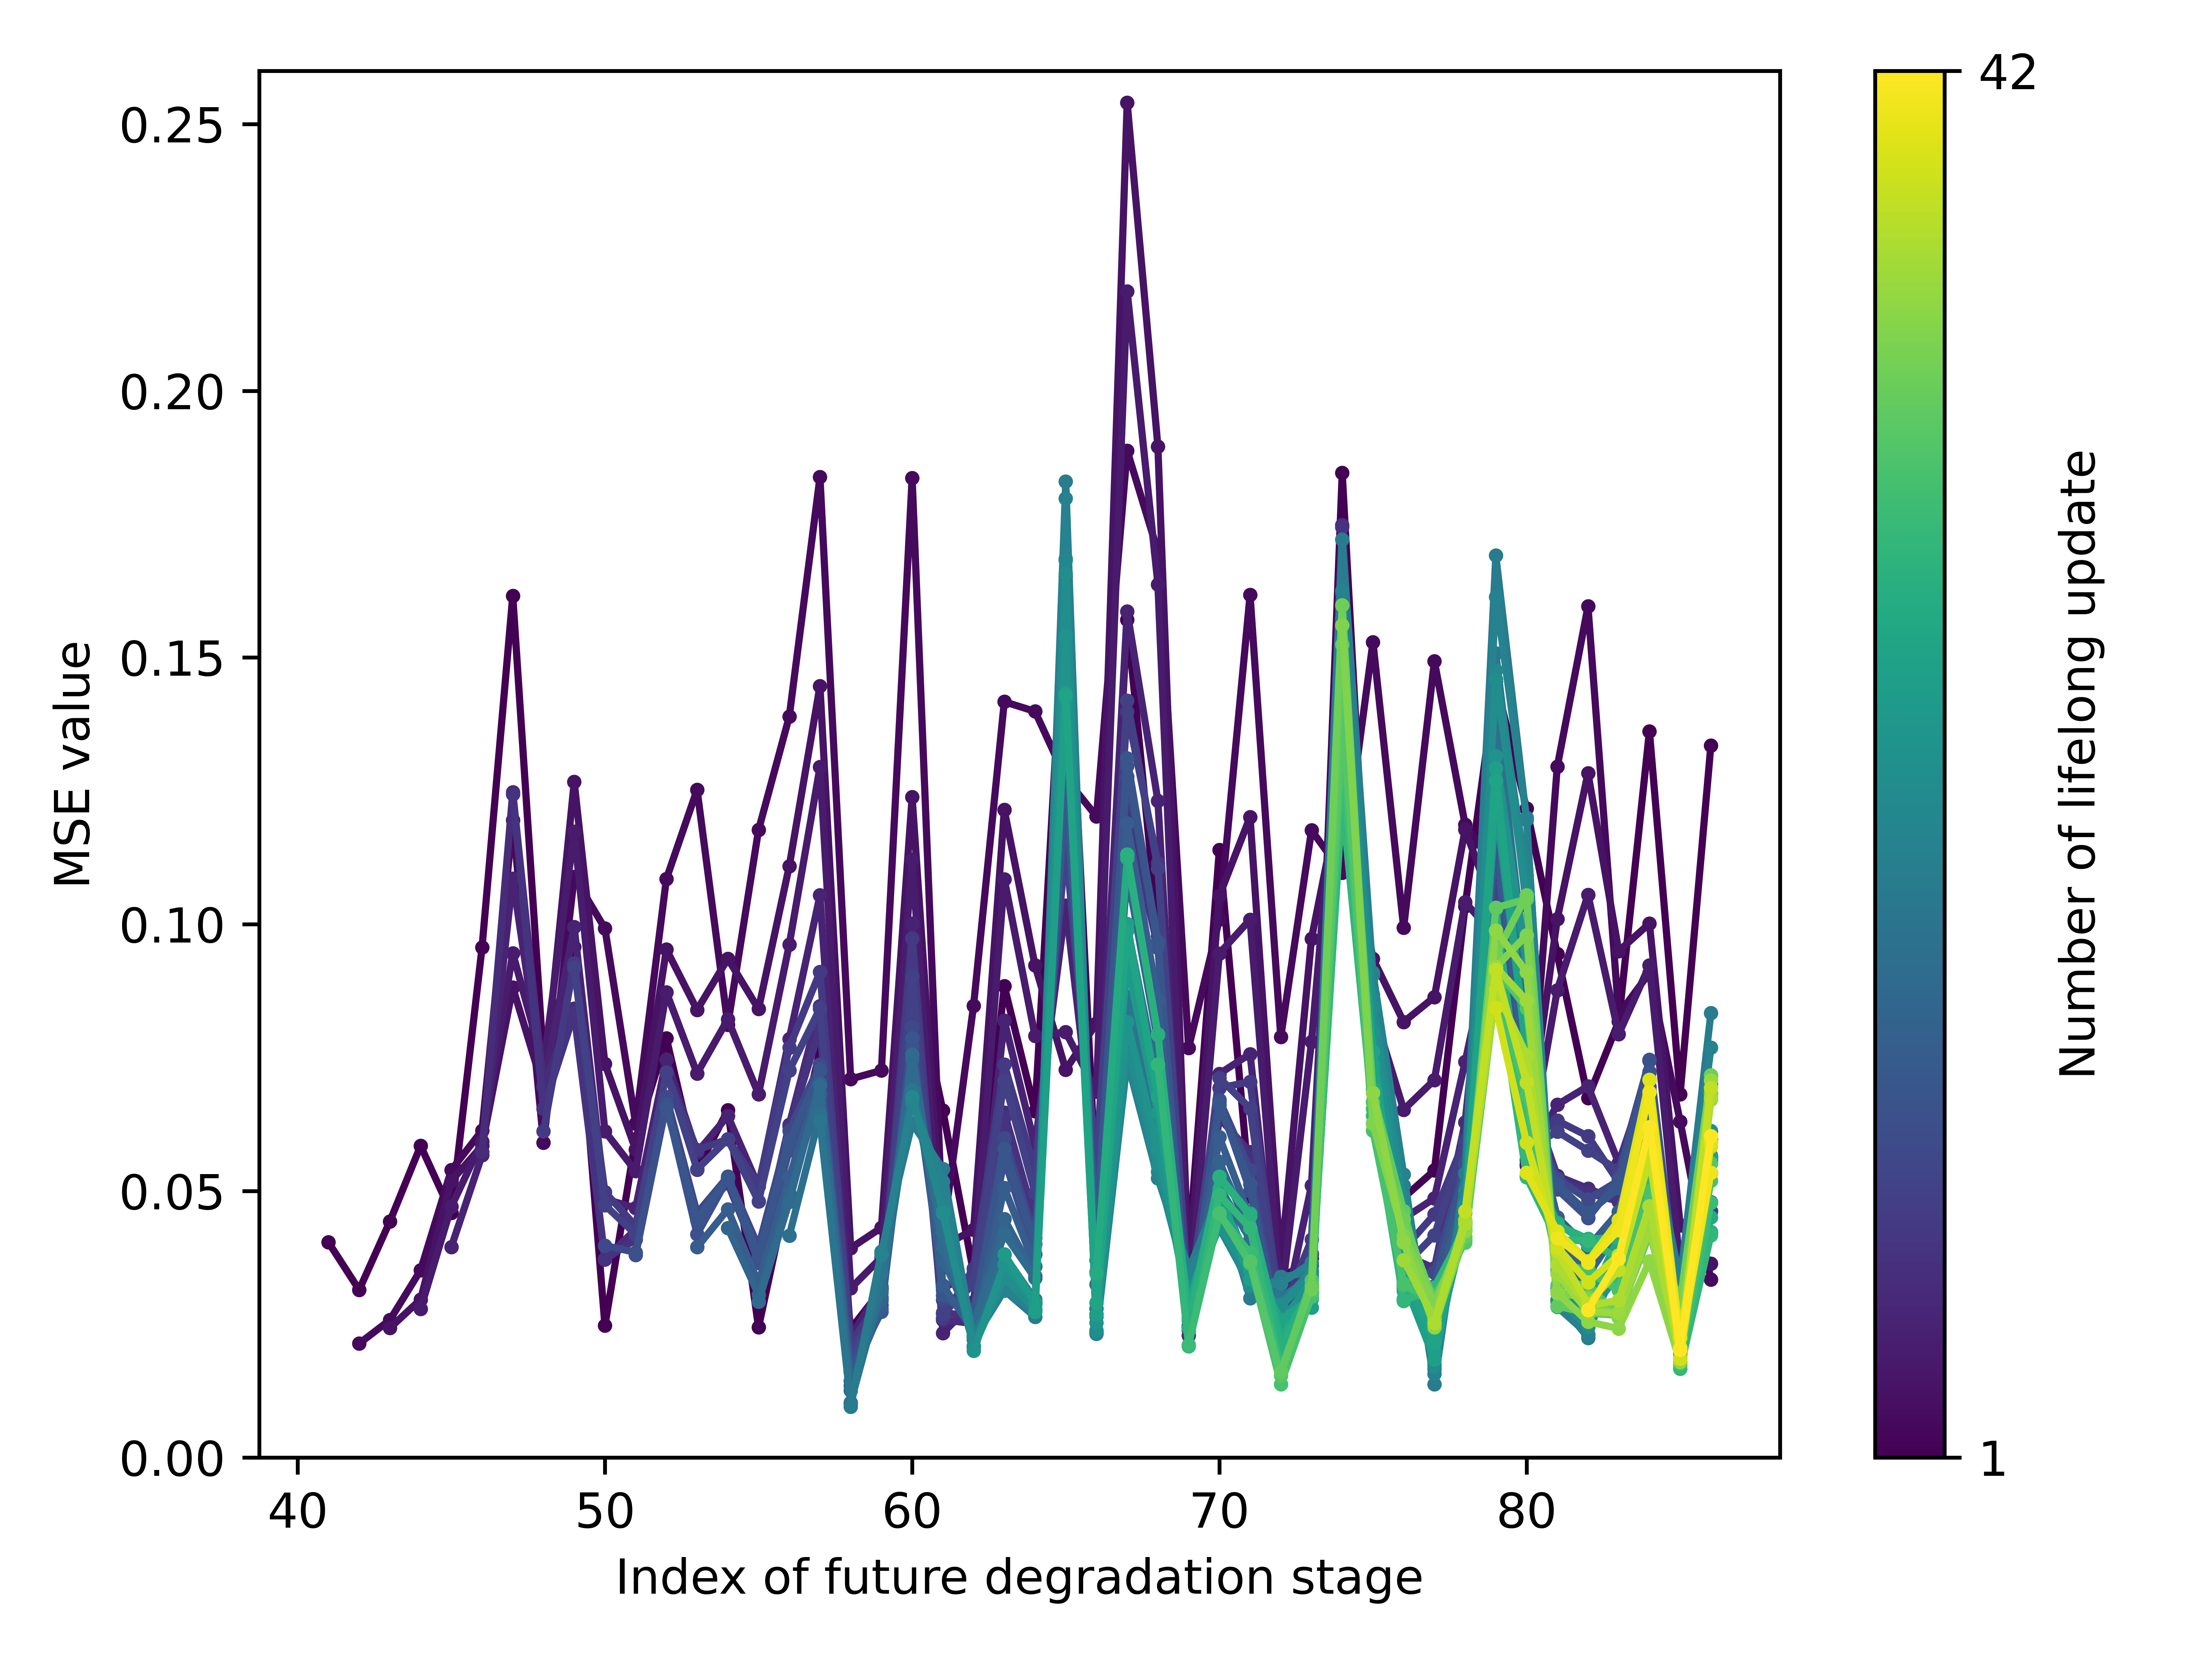 0.25
0.20
0.15
0.10
0.05
0.00
MSE value
40 50 60 70 80
Index of future degradation stage
42
1
Number of lifelong update